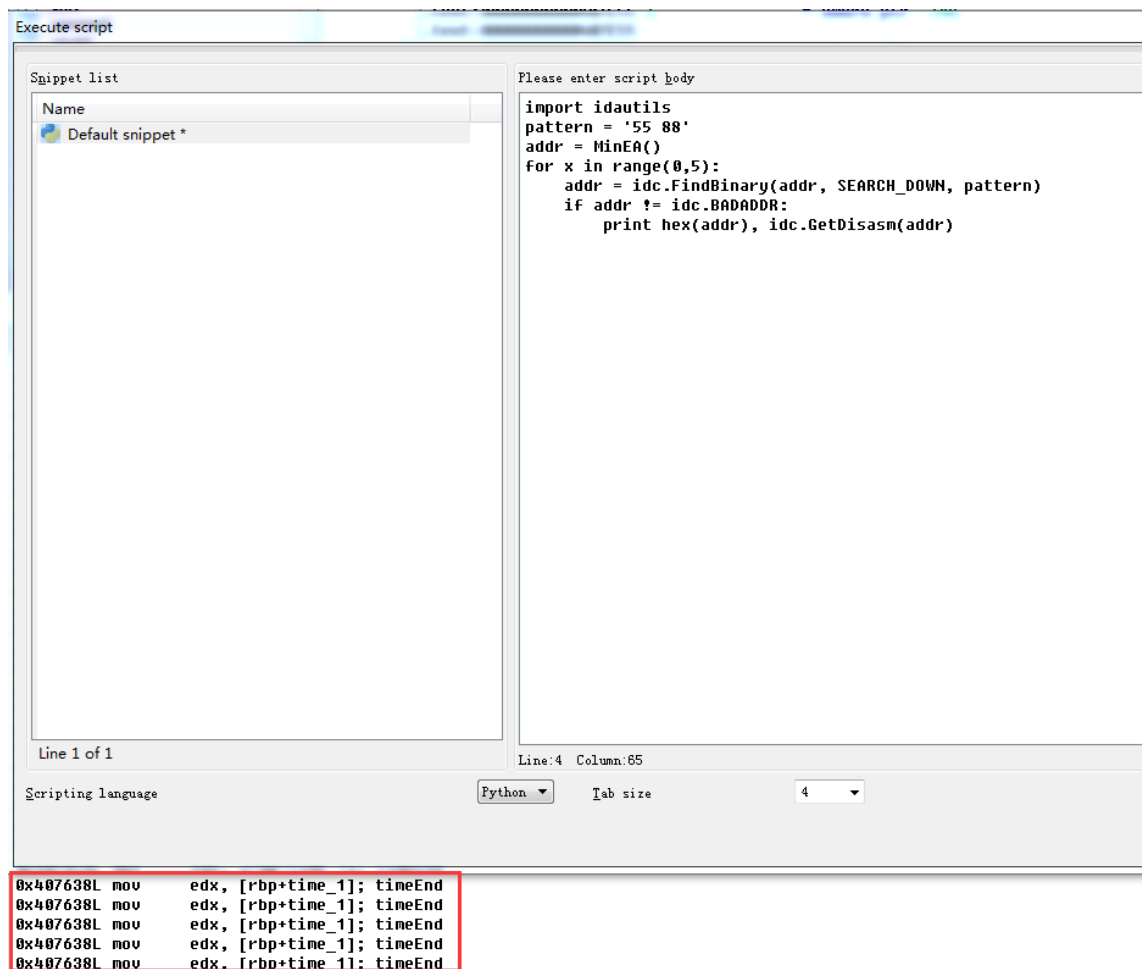 Execute script
Snippet list
Please enter script body
Name
Default snippet *
import idautils
pattern = '55 88'
addr = MinEA()
for x in range(0,5):
    addr = idc.FindBinary(addr, SEARCH_DOWN, pattern)
    if addr != idc.BADADDR:
        print hex(addr), idc.GetDisasm(addr)
Line 1 of 1
Line:4 Column:65
Scripting language
Python
Tab size
4
0x407638L mov edx, [rbp+time_1]; timeEnd
0x407638L mov edx, [rbp+time_1]; timeEnd
0x407638L mov edx, [rbp+time_1]; timeEnd
0x407638L mov edx, [rbp+time_1]; timeEnd
0x407638L mov edx, [rbp+time_1]; timeEnd